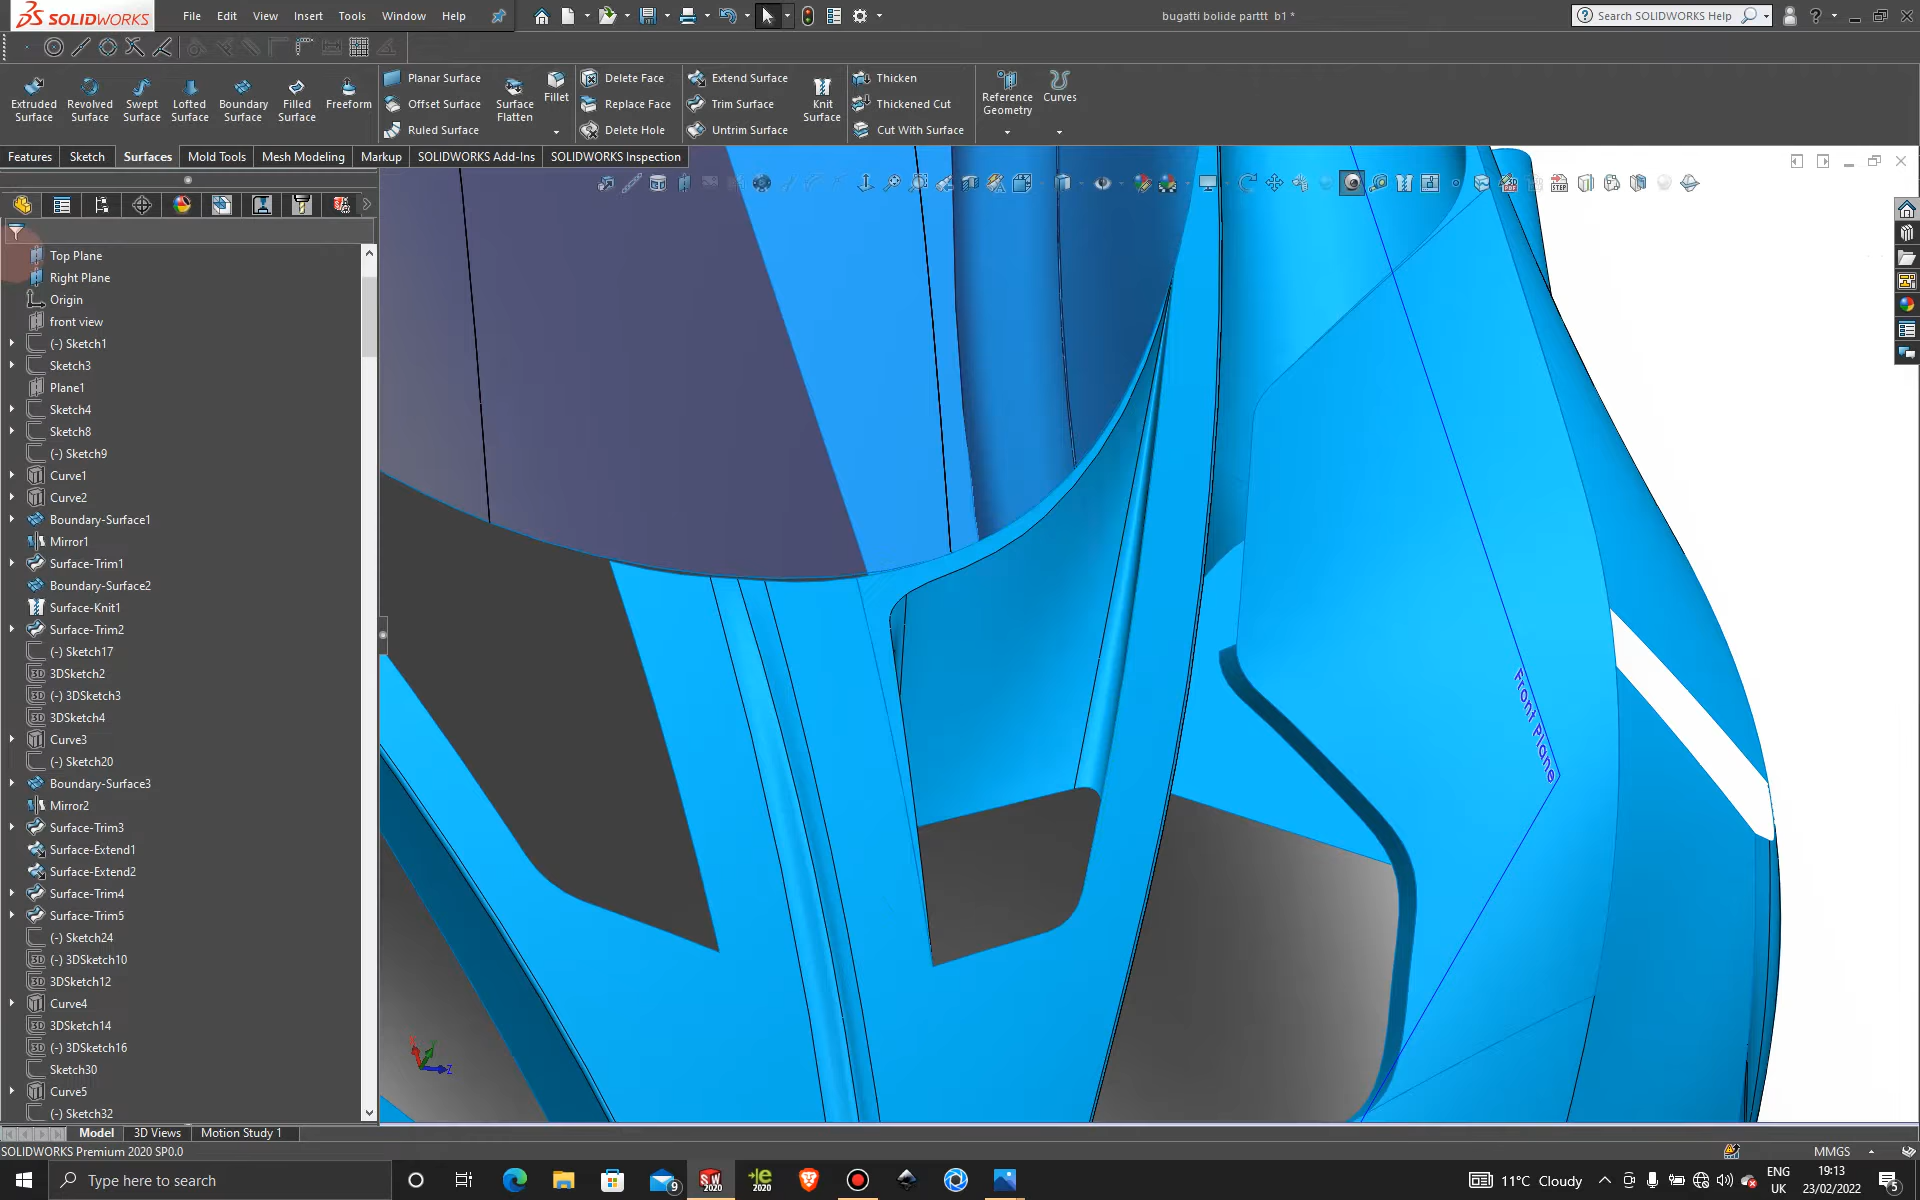 SOLIDWORKS
File Edit View Insert Tools Window Help
bugatti bolide parttt b1 *
Search SOLIDWORKS Help
Extruded Surface
Revolved Surface
Swept Surface
Lofted Surface
Boundary Surface
Filled Surface
Freeform
Planar Surface
Offset Surface
Ruled Surface
Surface Flatten
Fillet
Delete Face
Replace Face
Delete Hole
Extend Surface
Trim Surface
Untrim Surface
Knit Surface
Thicken
Thickened Cut
Cut With Surface
Reference Geometry
Curves
Features Sketch Surfaces Mold Tools Mesh Modeling Markup SOLIDWORKS Add-Ins SOLIDWORKS Inspection
Top Plane
Right Plane
Origin
front view
(-) Sketch1
Sketch3
Plane1
Sketch4
Sketch8
(-) Sketch9
Curve1
Curve2
Boundary-Surface1
Mirror1
Surface-Trim1
Boundary-Surface2
Surface-Knit1
Surface-Trim2
(-) Sketch17
3DSketch2
(-) 3DSketch3
3DSketch4
Curve3
(-) Sketch20
Boundary-Surface3
Mirror2
Surface-Trim3
Surface-Extend1
Surface-Extend2
Surface-Trim4
Surface-Trim5
(-) Sketch24
(-) 3DSketch10
3DSketch12
Curve4
3DSketch14
(-) 3DSketch16
Sketch30
Curve5
(-) Sketch32
Front Plane
Z
Model 3D Views Motion Study 1
SOLIDWORKS Premium 2020 SP0.0
MMGS
Type here to search
9
SW 2020
2020
11°C Cloudy
ENG
UK
19:13
23/02/2022
5